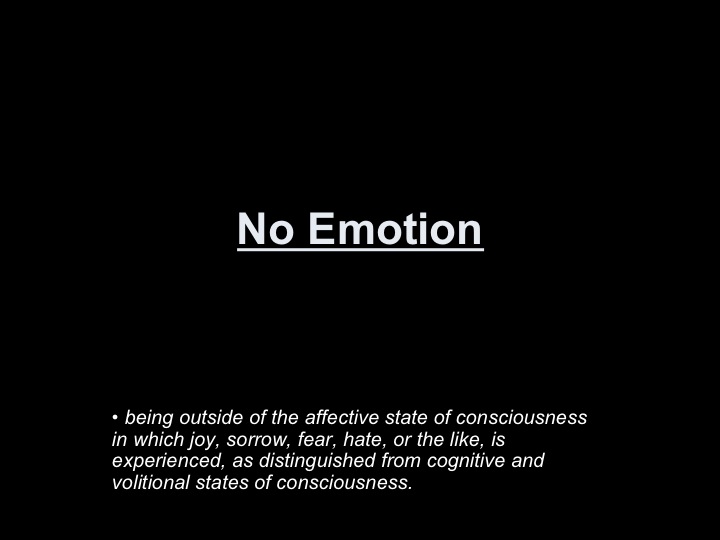 No Emotion
• being outside of the affective state of consciousness
in which joy, sorrow, fear, hate, or the like, is
experienced, as distinguished from cognitive and
volitional states of consciousness.